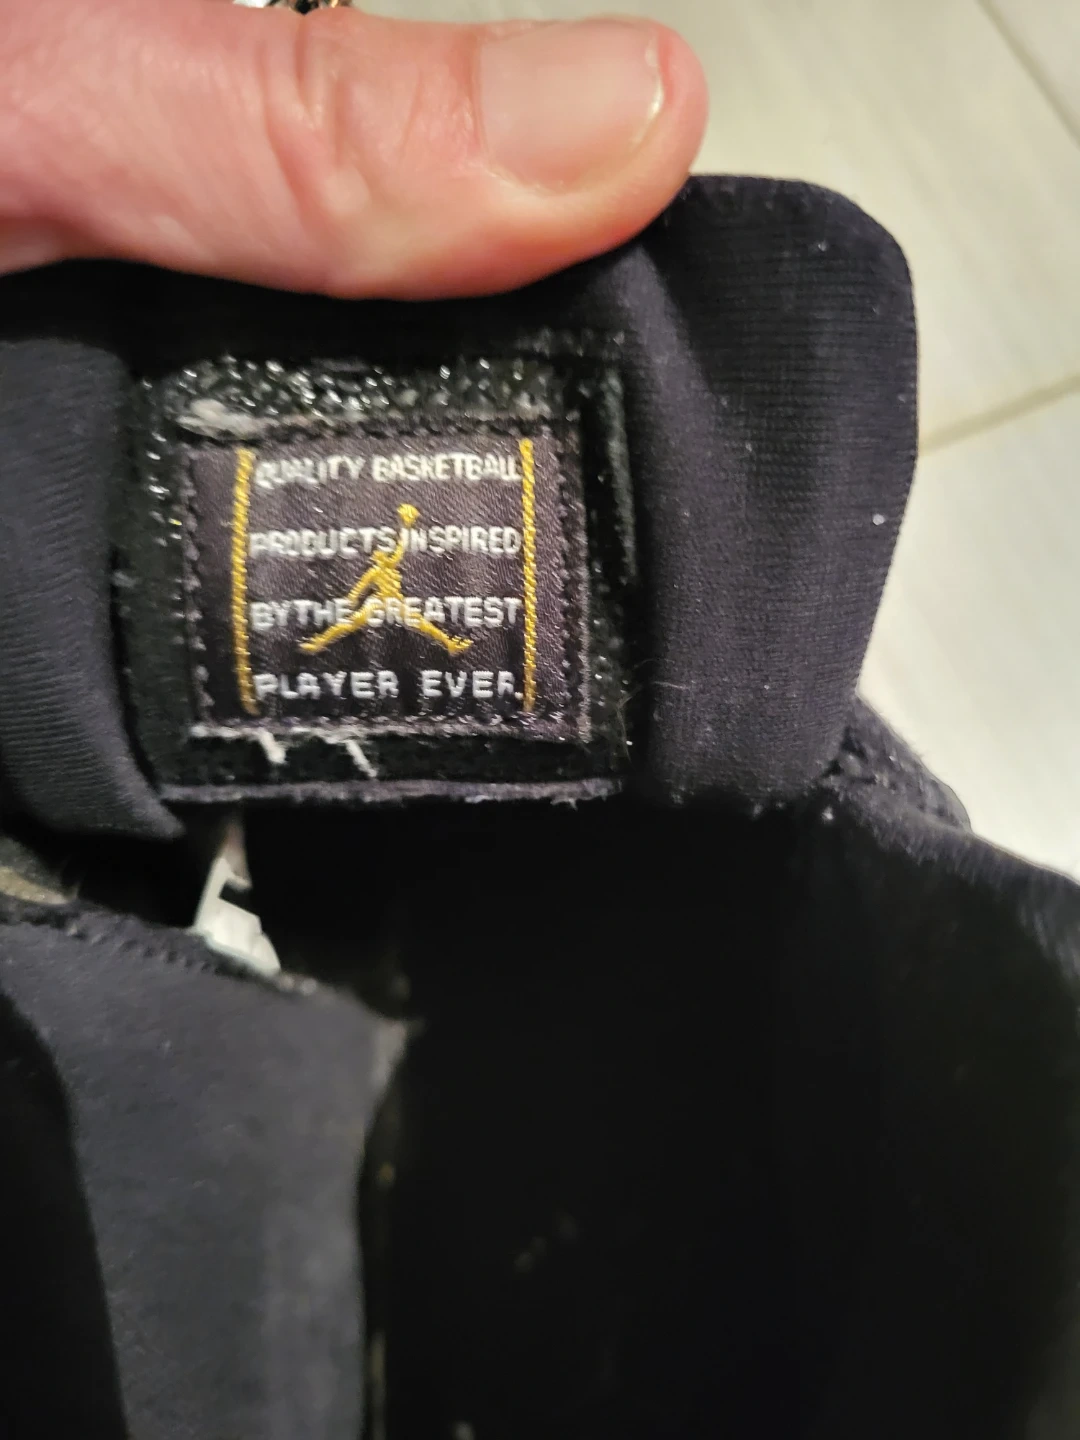 QUALITY BASKETBALL
PRODUCTS INSPIRED
BY THE GREATEST
PLAYER EVER.